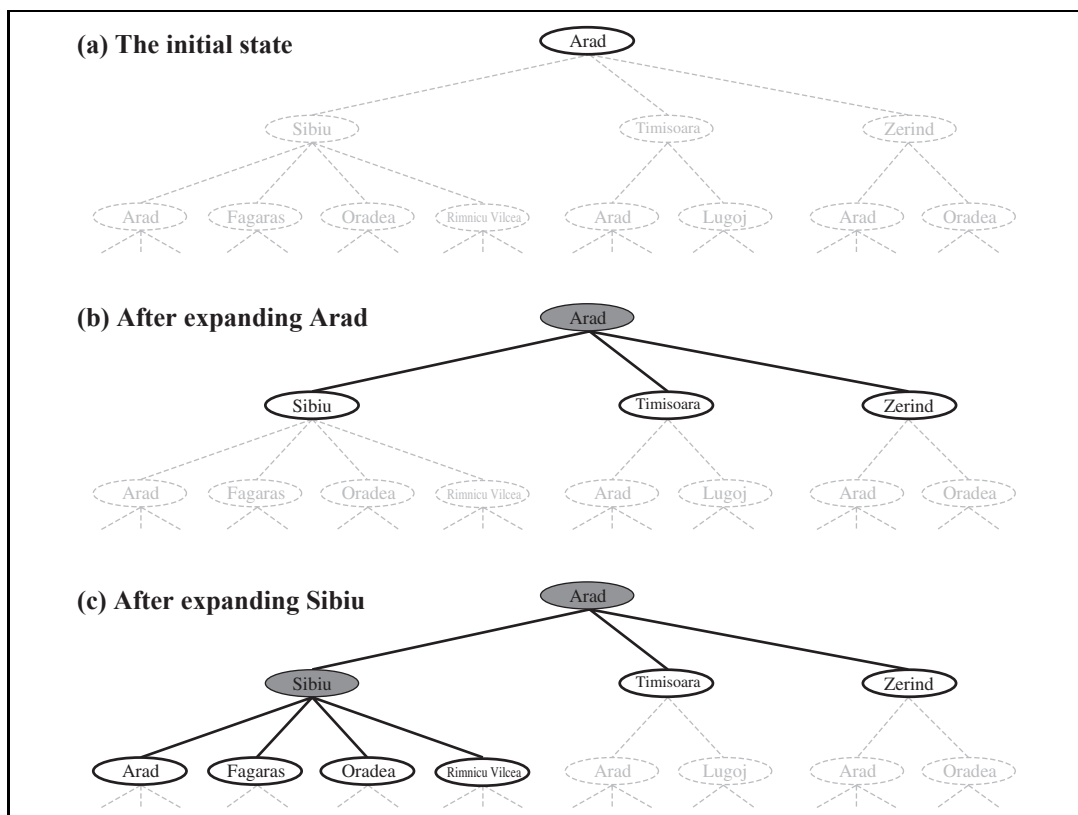 (a) The initial state
Arad
Sibiu Timisoara Zerind
Arad Fagaras Oradea Rimnicu Vilcea Arad Lugoj Arad Oradea
(b) After expanding Arad
Arad
Sibiu Timisoara Zerind
Arad Fagaras Oradea Rimnicu Vilcea Arad Lugoj Arad Oradea
(c) After expanding Sibiu
Arad
Sibiu Timisoara Zerind
Arad Fagaras Oradea Rimnicu Vilcea Arad Lugoj Arad Oradea